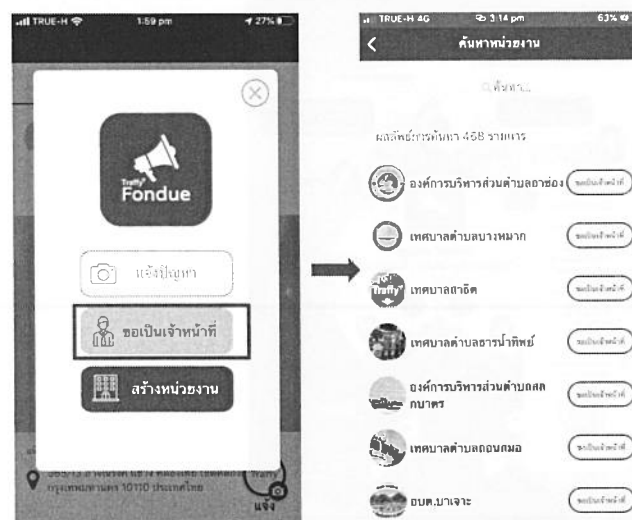 TRUE-H 1:59 pm 27%
Traffy
Fondue
แจ้งปัญหา
ขอเป็นเจ้าหน้าที่
สร้างหน่วยงาน
กรุงเทพมหานคร 10110 ประเทศไทย
แจ้ง
TRUE-H 4G 3:14 pm 63%
ค้นหาหน่วยงาน
ค้นหา...
ผลลัพธ์การค้นหา 468 รายการ
องค์การบริหารส่วนตำบลอ่าช่อง ขอเป็นเจ้าหน้าที่
เทศบาลตำบลบางหมาก ขอเป็นเจ้าหน้าที่
Traffy เทศบาลสาธิต ขอเป็นเจ้าหน้าที่
เทศบาลตำบลธารน้ำทิพย์ ขอเป็นเจ้าหน้าที่
องค์การบริหารส่วนตำบลสล
กบาตร ขอเป็นเจ้าหน้าที่
เทศบาลตำบลถอนสมอ ขอเป็นเจ้าหน้าที่
อบต.บาเจาะ ขอเป็นเจ้าหน้าที่